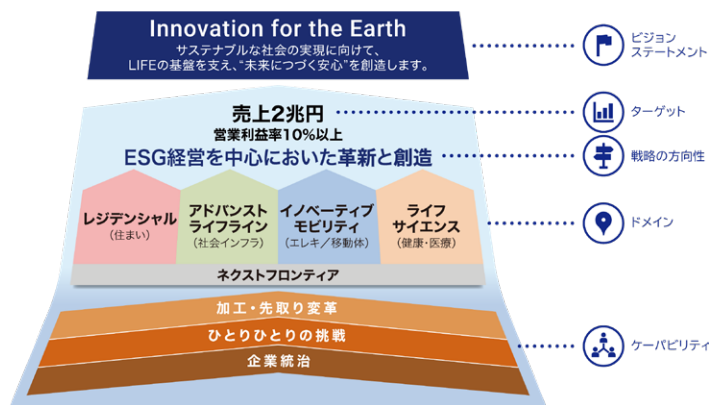 Innovation for the Earth
サステナブルな社会の実現に向けて、
LIFEの基盤を支え、“未来につづく安心”を創造します。
ビジョン
ステートメント
売上2兆円
営業利益率10%以上
ターゲット
ESG経営を中心においた革新と創造
戦略の方向性
レジデンシャル
（住まい）
アドバンスト
ライフライン
（社会インフラ）
イノベーティブ
モビリティ
（エレキ／移動体）
ライフ
サイエンス
（健康・医療）
ドメイン
ネクストフロンティア
加工・先取り変革
ひとりひとりの挑戦
企業統治
ケーパビリティ